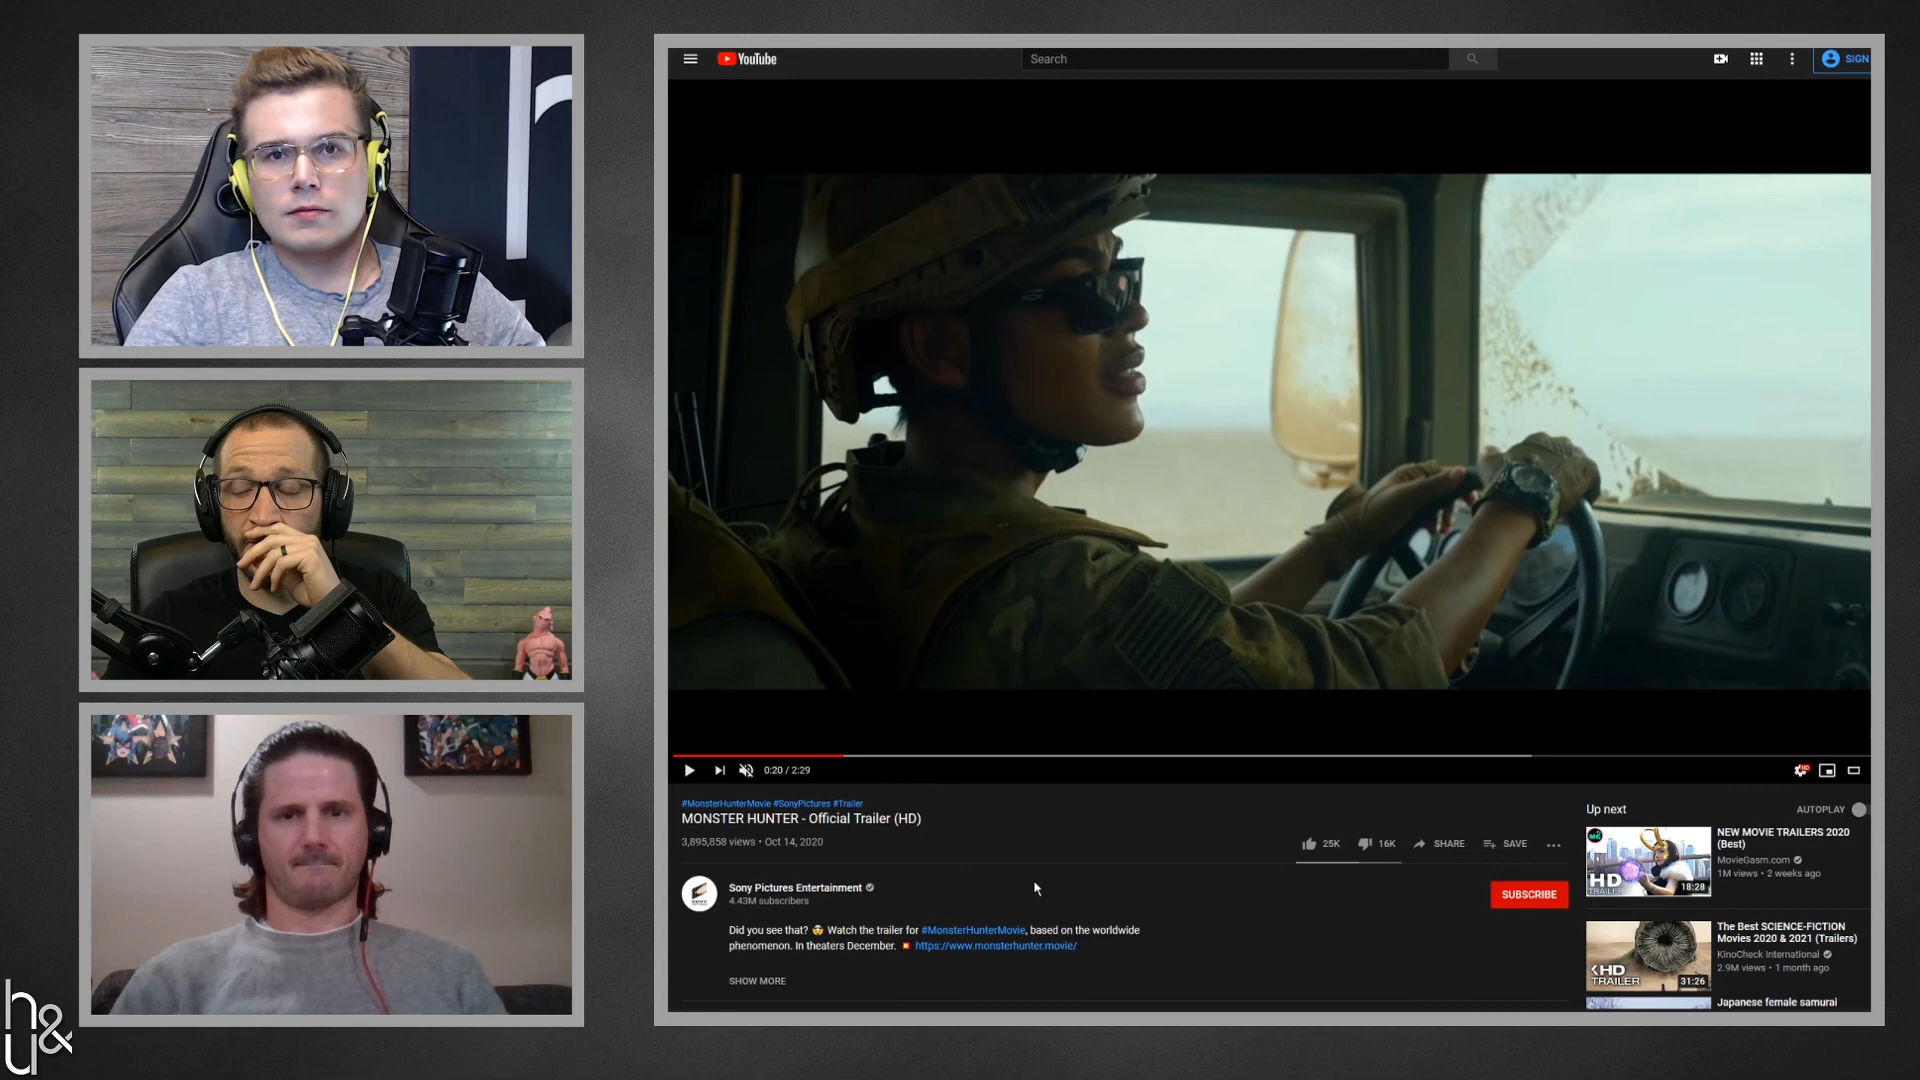 YouTube
Search
SIGN
0:20 / 2:29
HD
#MonsterHunterMovie #SonyPictures #Trailer
MONSTER HUNTER - Official Trailer (HD)
3,895,858 views • Oct 14, 2020
25K
16K
SHARE
SAVE
Sony Pictures Entertainment
4.43M subscribers
SUBSCRIBE
Did you see that? 🤯 Watch the trailer for #MonsterHunterMovie, based on the worldwide
phenomenon. In theaters December. 💥 https://www.monsterhunter.movie/
SHOW MORE
Up next
AUTOPLAY
HD
TRAILER
18:28
NEW MOVIE TRAILERS 2020
(Best)
MovieGasm.com
1M views • 2 weeks ago
HD
TRAILER
31:26
The Best SCIENCE-FICTION
Movies 2020 & 2021 (Trailers)
KinoCheck International
2.9M views • 1 month ago
Japanese female samurai
h&u